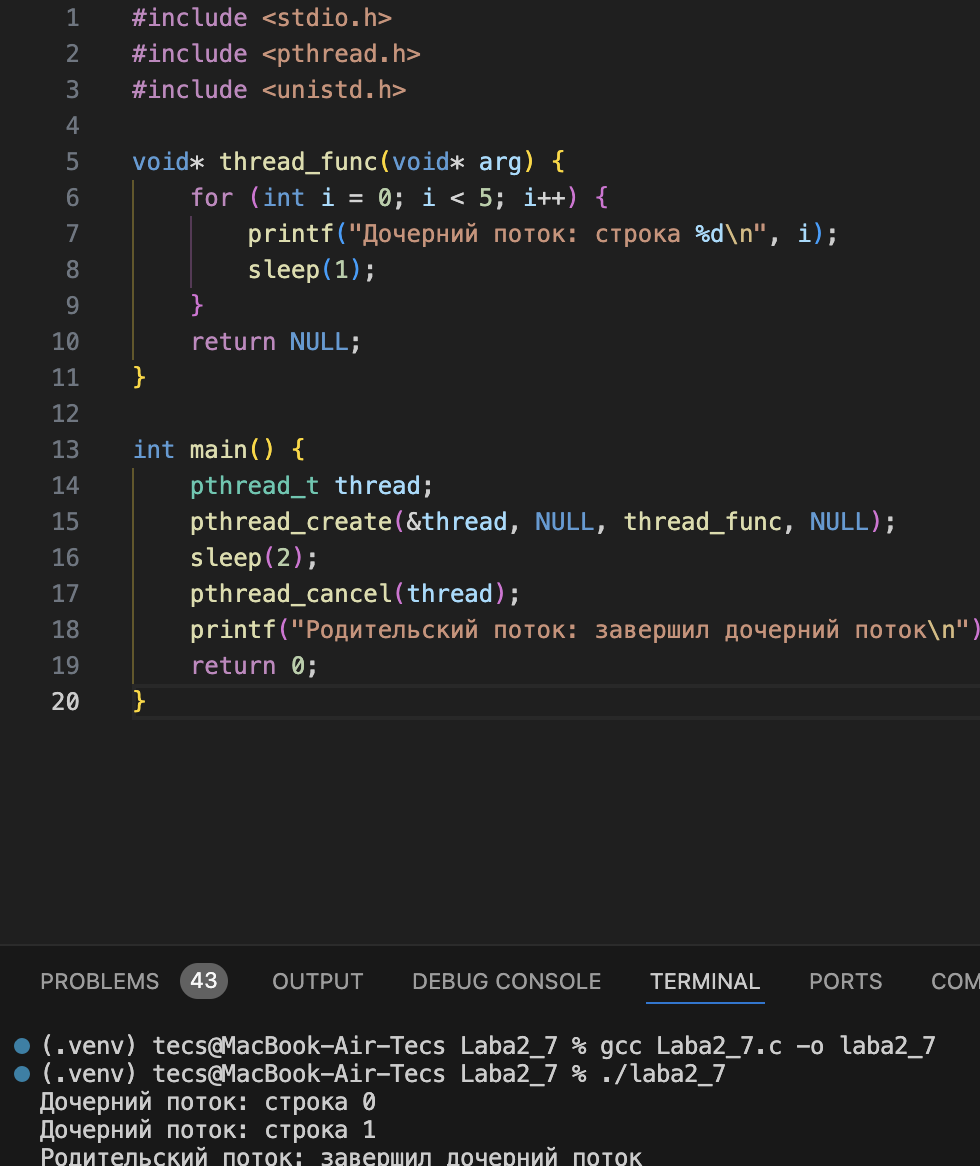 1 #include <stdio.h>
2 #include <pthread.h>
3 #include <unistd.h>
4
5 void* thread_func(void* arg) {
6     for (int i = 0; i < 5; i++) {
7         printf("Дочерний поток: строка %d\n", i);
8         sleep(1);
9     }
10     return NULL;
11 }
12
13 int main() {
14     pthread_t thread;
15     pthread_create(&thread, NULL, thread_func, NULL);
16     sleep(2);
17     pthread_cancel(thread);
18     printf("Родительский поток: завершил дочерний поток\n")
19     return 0;
20 }
PROBLEMS 43 OUTPUT DEBUG CONSOLE TERMINAL PORTS COM
(.venv) tecs@MacBook-Air-Tecs Laba2_7 % gcc Laba2_7.c -o laba2_7
(.venv) tecs@MacBook-Air-Tecs Laba2_7 % ./laba2_7
Дочерний поток: строка 0
Дочерний поток: строка 1
Родительский поток: завершил дочерний поток